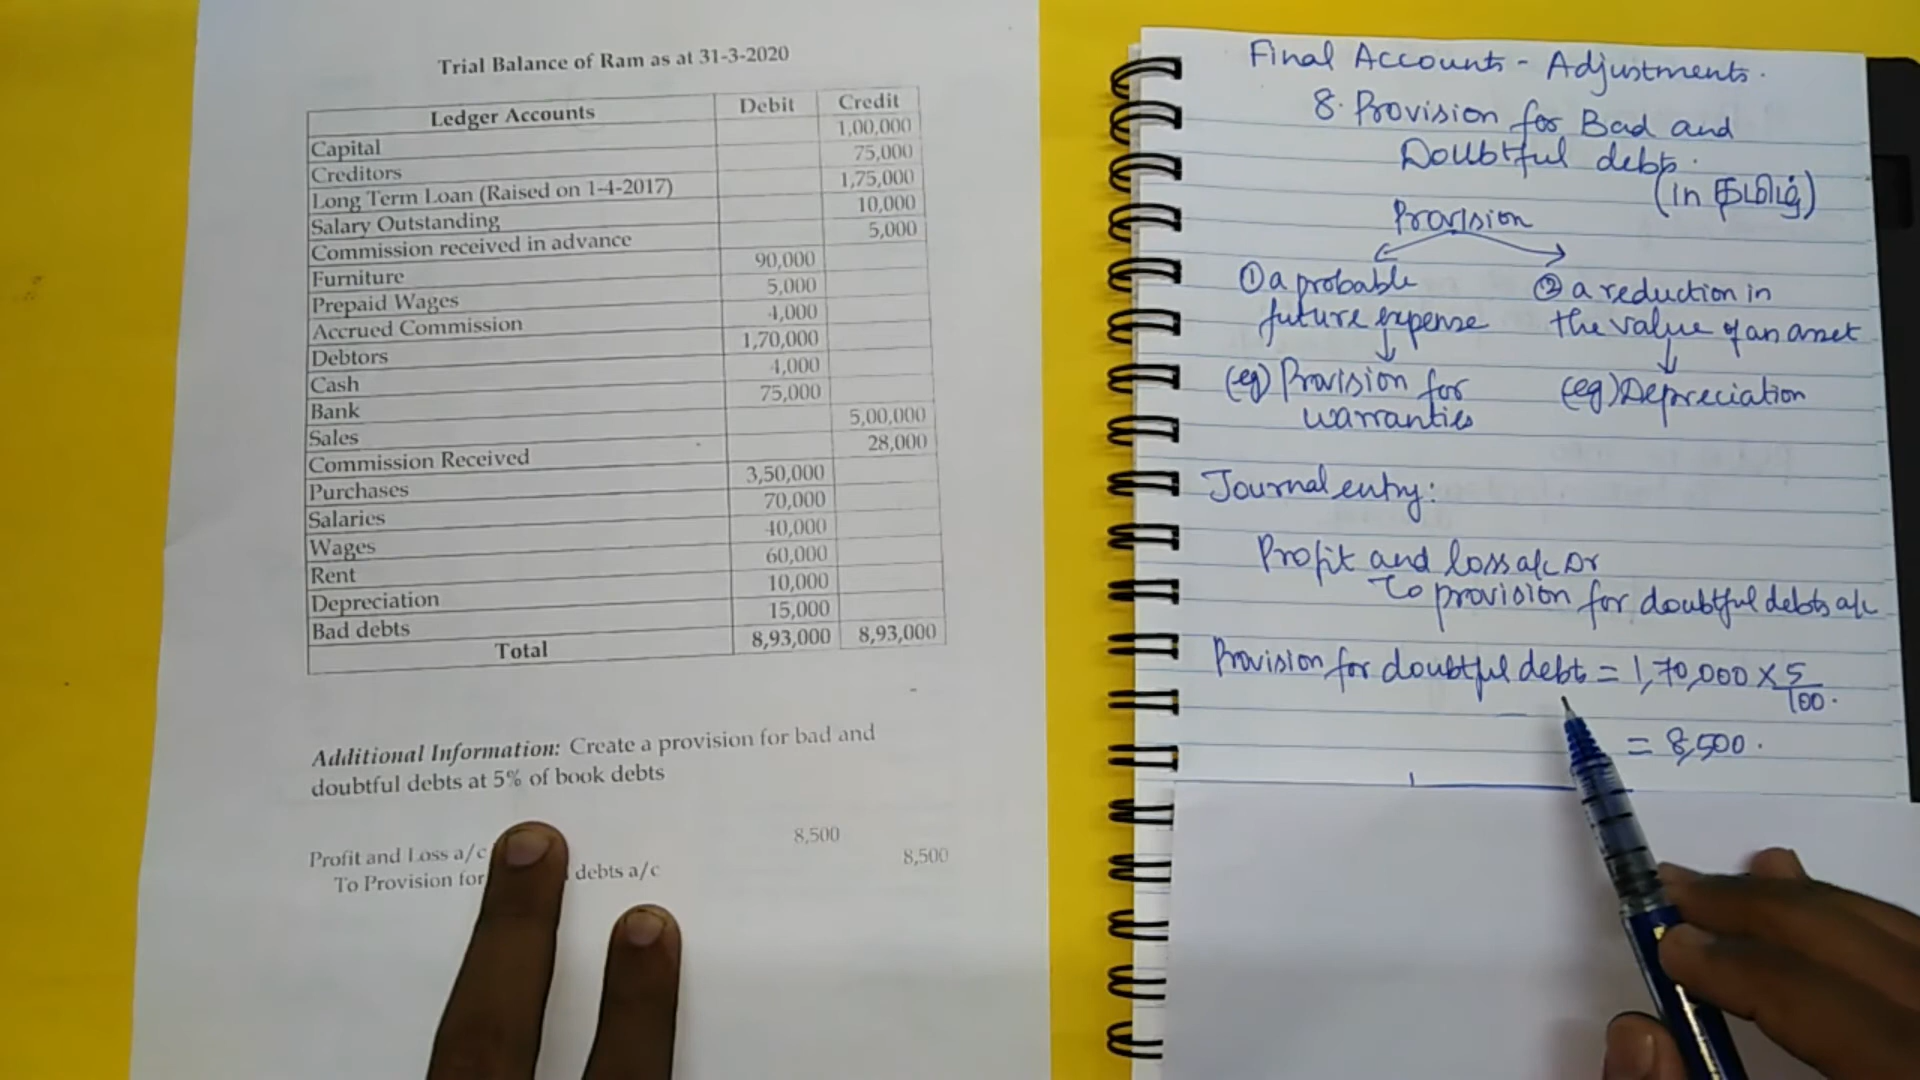 Trial Balance of Ram as at 31-3-2020
Ledger Accounts Debit Credit
Capital 1,00,000
Creditors 75,000
Long Term Loan (Raised on 1-4-2017) 1,75,000
Salary Outstanding 10,000
Commission received in advance 5,000
Furniture 90,000
Prepaid Wages 5,000
Accrued Commission 4,000
Debtors 1,70,000
Cash 4,000
Bank 75,000
Sales 5,00,000
Commission Received 28,000
Purchases 3,50,000
Salaries 70,000
Wages 40,000
Rent 60,000
Depreciation 10,000
Bad debts 15,000
Total 8,93,000 8,93,000
Additional Information: Create a provision for bad and
doubtful debts at 5% of book debts
Profit and Loss a/c 8,500
To Provision for debts a/c 8,500
Final Accounts - Adjustments.
8. Provision for Bad and
Doubtful debts.
(in தமிழ்)
Provision
① a probable ② a reduction in
future expense the value of an asset
(eg) Provision for (eg) Depreciation
warranties
Journal entry:
Profit and loss a/c Dr
To provision for doubtful debts a/c
Provision for doubtful debts = 1,70,000 × 5/100.
= 8,500.